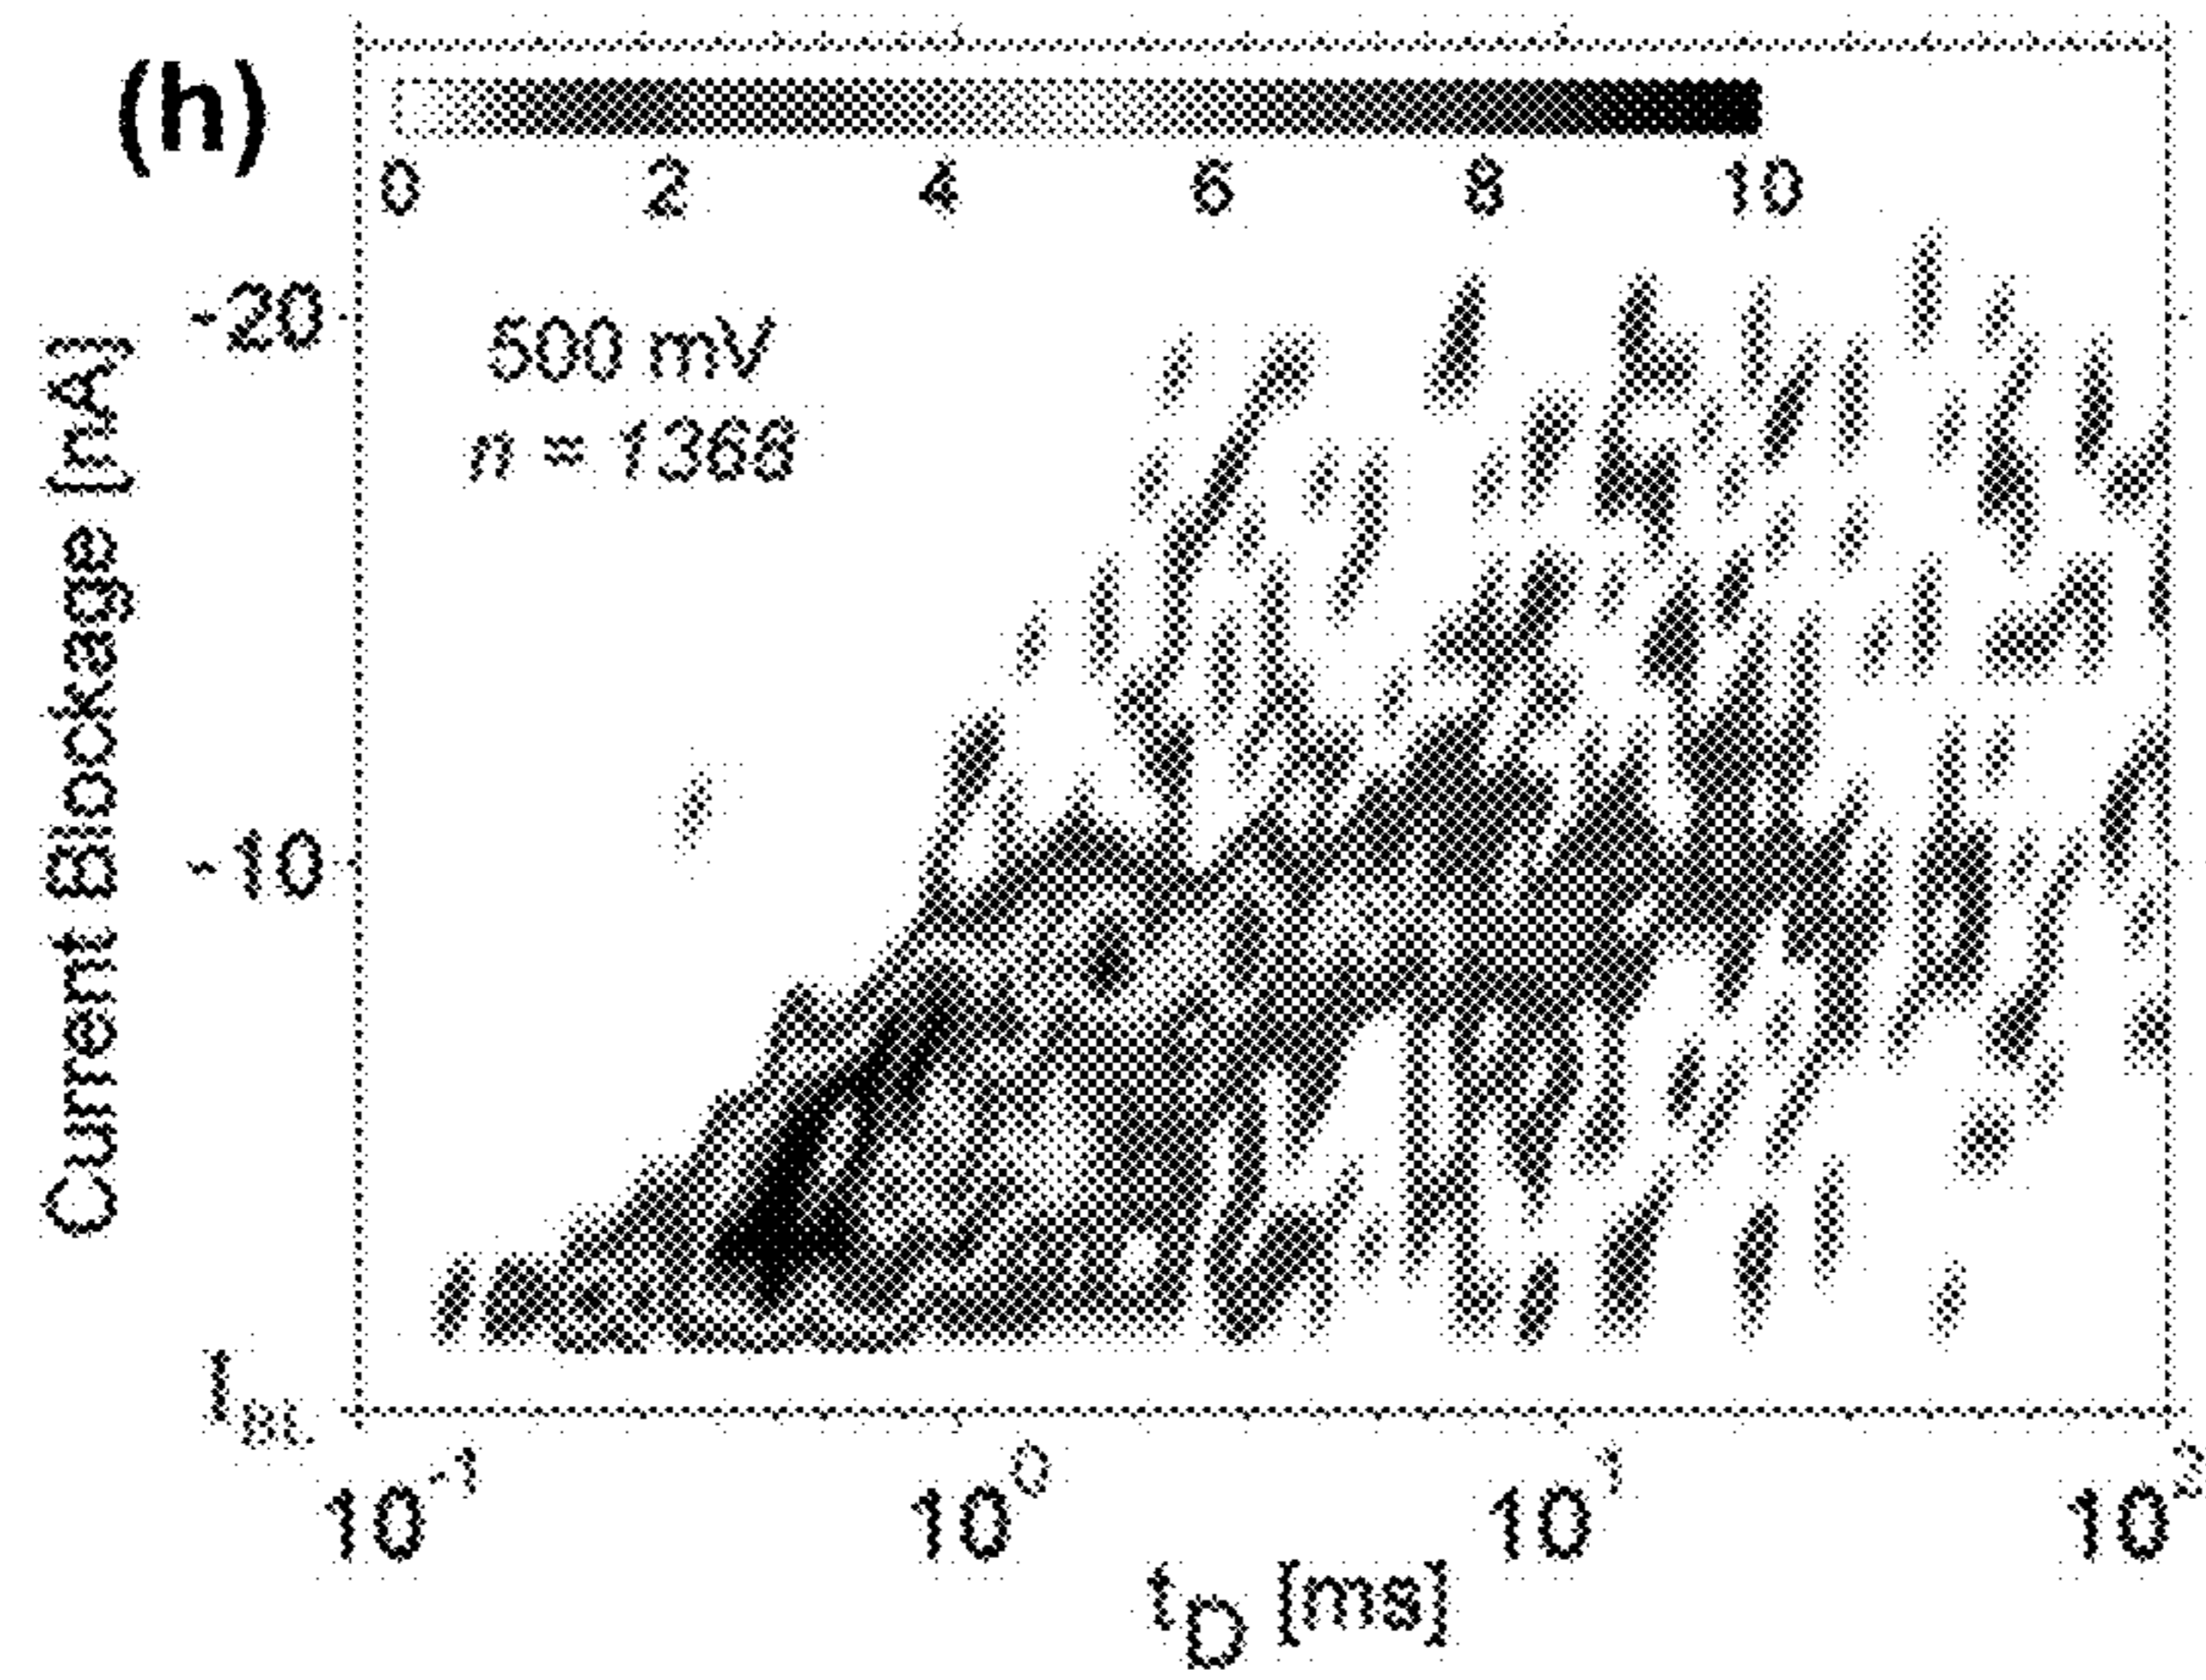 (h)
0 2 4 6 8 10
500 mV
n = 1368
Current Blockage [nA]
-20
-10
I_BL
10^-1 10^0 10^1 10^2
t_D [ms]